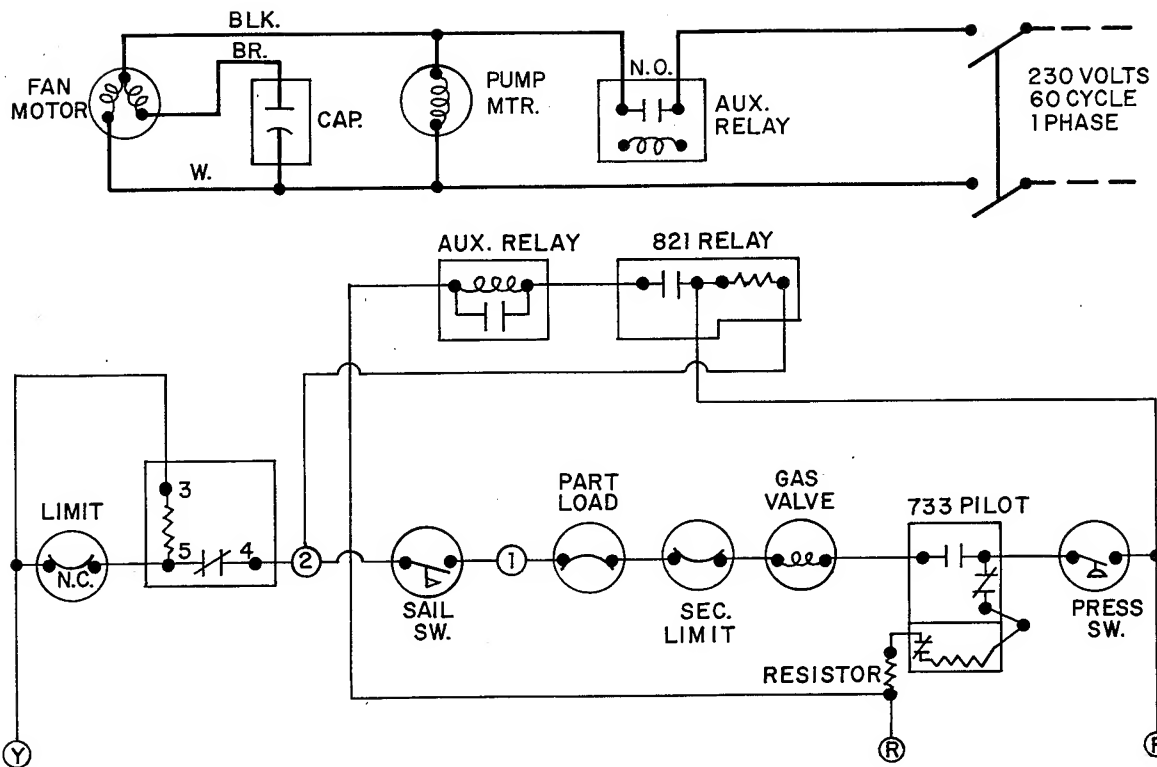 BLK.
BR.
FAN
MOTOR
CAP.
PUMP
MTR.
N.O.
AUX.
RELAY
230 VOLTS
60 CYCLE
1 PHASE
W.
AUX. RELAY
821 RELAY
LIMIT
N.C.
3
5
4
2
SAIL
SW.
1
PART
LOAD
SEC.
LIMIT
GAS
VALVE
733 PILOT
PRESS
SW.
RESISTOR
Y
R